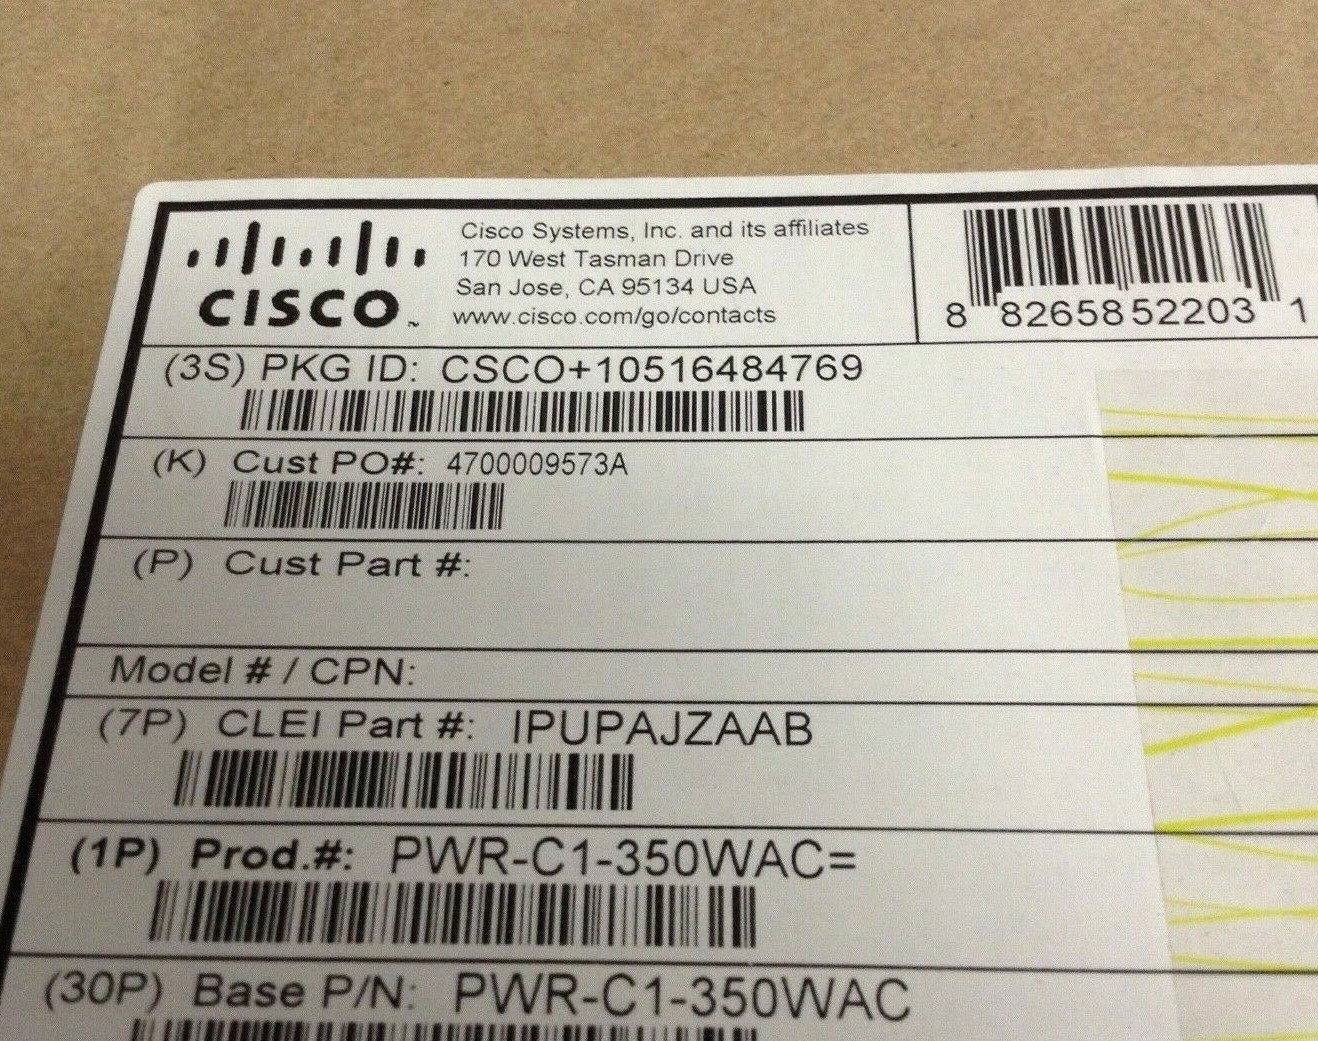 CISCO™
Cisco Systems, Inc. and its affiliates
170 West Tasman Drive
San Jose, CA 95134 USA
www.cisco.com/go/contacts
8 82658 52203 1
(3S) PKG ID: CSCO+10516484769
(K) Cust PO#: 4700009573A
(P) Cust Part #:
Model # / CPN:
(7P) CLEI Part #: IPUPAJZAAB
(1P) Prod.#: PWR-C1-350WAC=
(30P) Base P/N: PWR-C1-350WAC